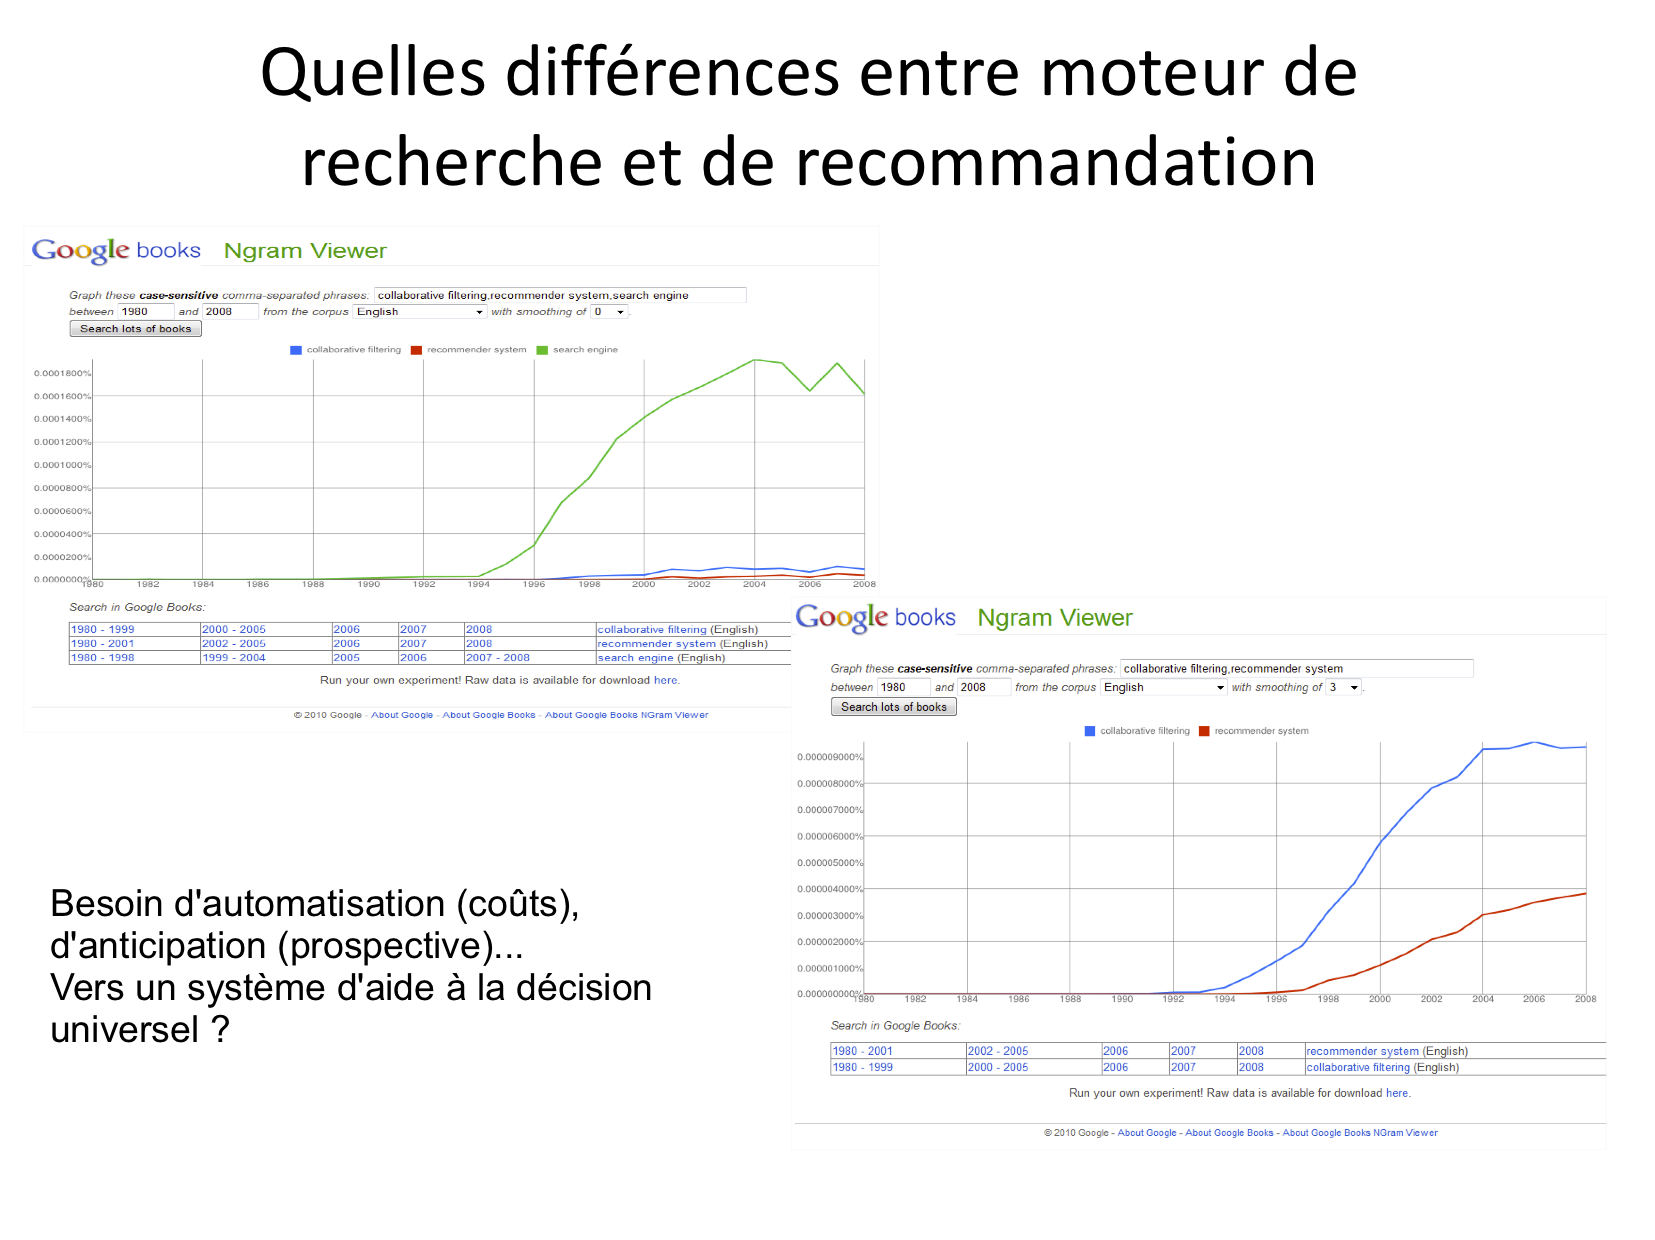 Quelles différences entre moteur de
recherche et de recommandation
Google books Ngram Viewer
Graph these case-sensitive comma-separated phrases: collaborative filtering,recommender system,search engine
between 1980 and 2008 from the corpus English with smoothing of 0 .
Search lots of books
collaborative filtering recommender system search engine
0.0001800%
0.0001600%
0.0001400%
0.0001200%
0.0001000%
0.0000800%
0.0000600%
0.0000400%
0.0000200%
0.0000000%
1980 1982 1984 1986 1988 1990 1992 1994 1996 1998 2000 2002 2004 2006 2008
Search in Google Books:
1980 - 1999 2000 - 2005 2006 2007 2008 collaborative filtering (English)
1980 - 2001 2002 - 2005 2006 2007 2008 recommender system (English)
1980 - 1998 1999 - 2004 2005 2006 2007 - 2008 search engine (English)
Run your own experiment! Raw data is available for download here.
© 2010 Google - About Google - About Google Books - About Google Books NGram Viewer
Google books Ngram Viewer
Graph these case-sensitive comma-separated phrases: collaborative filtering,recommender system
between 1980 and 2008 from the corpus English with smoothing of 3 .
Search lots of books
collaborative filtering recommender system
0.000009000%
0.000008000%
0.000007000%
0.000006000%
0.000005000%
0.000004000%
0.000003000%
0.000002000%
0.000001000%
0.000000000%
1980 1982 1984 1986 1988 1990 1992 1994 1996 1998 2000 2002 2004 2006 2008
Search in Google Books:
1980 - 2001 2002 - 2005 2006 2007 2008 recommender system (English)
1980 - 1999 2000 - 2005 2006 2007 2008 collaborative filtering (English)
Run your own experiment! Raw data is available for download here.
© 2010 Google - About Google - About Google Books - About Google Books NGram Viewer
Besoin d'automatisation (coûts),
d'anticipation (prospective)...
Vers un système d'aide à la décision
universel ?